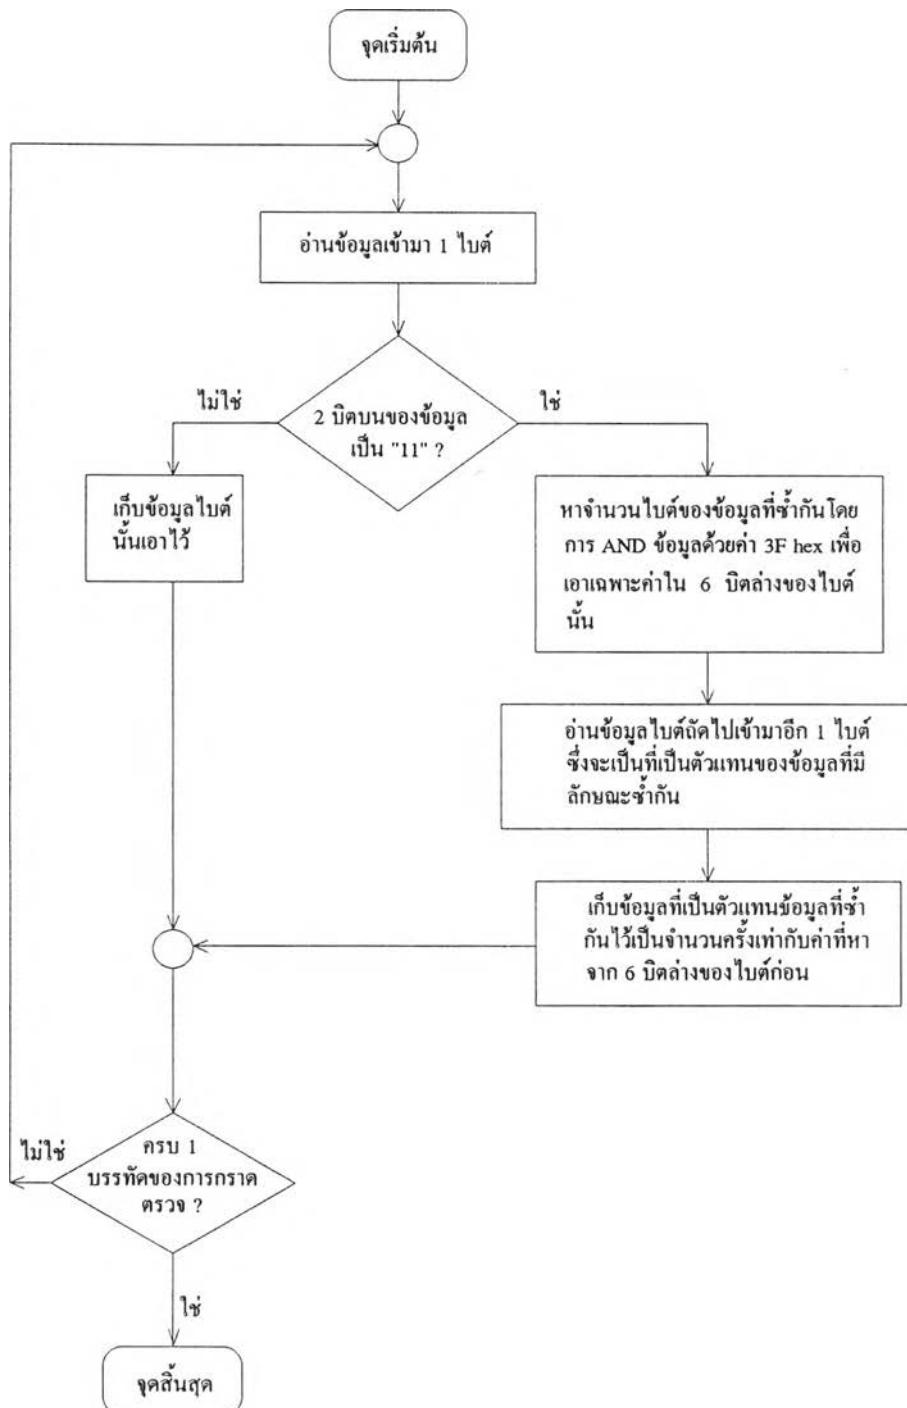 จุดเริ่มต้น
อ่านข้อมูลเข้ามา 1 ไบต์
ไม่ใช่
ใช่
2 บิตบนของข้อมูล
เป็น "11" ?
เก็บข้อมูลไบต์
นั้นเอาไว้
หาจำนวนไบต์ของข้อมูลที่ซ้ำกันโดย
การ AND ข้อมูลด้วยค่า 3F hex เพื่อ
เอาเฉพาะค่าใน 6 บิตล่างของไบต์
นั้น
อ่านข้อมูลไบต์ถัดไปเข้ามาอีก 1 ไบต์
ซึ่งจะเป็นที่เป็นตัวแทนของข้อมูลที่มี
ลักษณะซ้ำกัน
เก็บข้อมูลที่เป็นตัวแทนข้อมูลที่ซ้ำ
กันไว้เป็นจำนวนครั้งเท่ากับค่าที่หา
จาก 6 บิตล่างของไบต์ก่อน
ไม่ใช่
ครบ 1
บรรทัดของการกราด
ตรวจ ?
ใช่
จุดสิ้นสุด